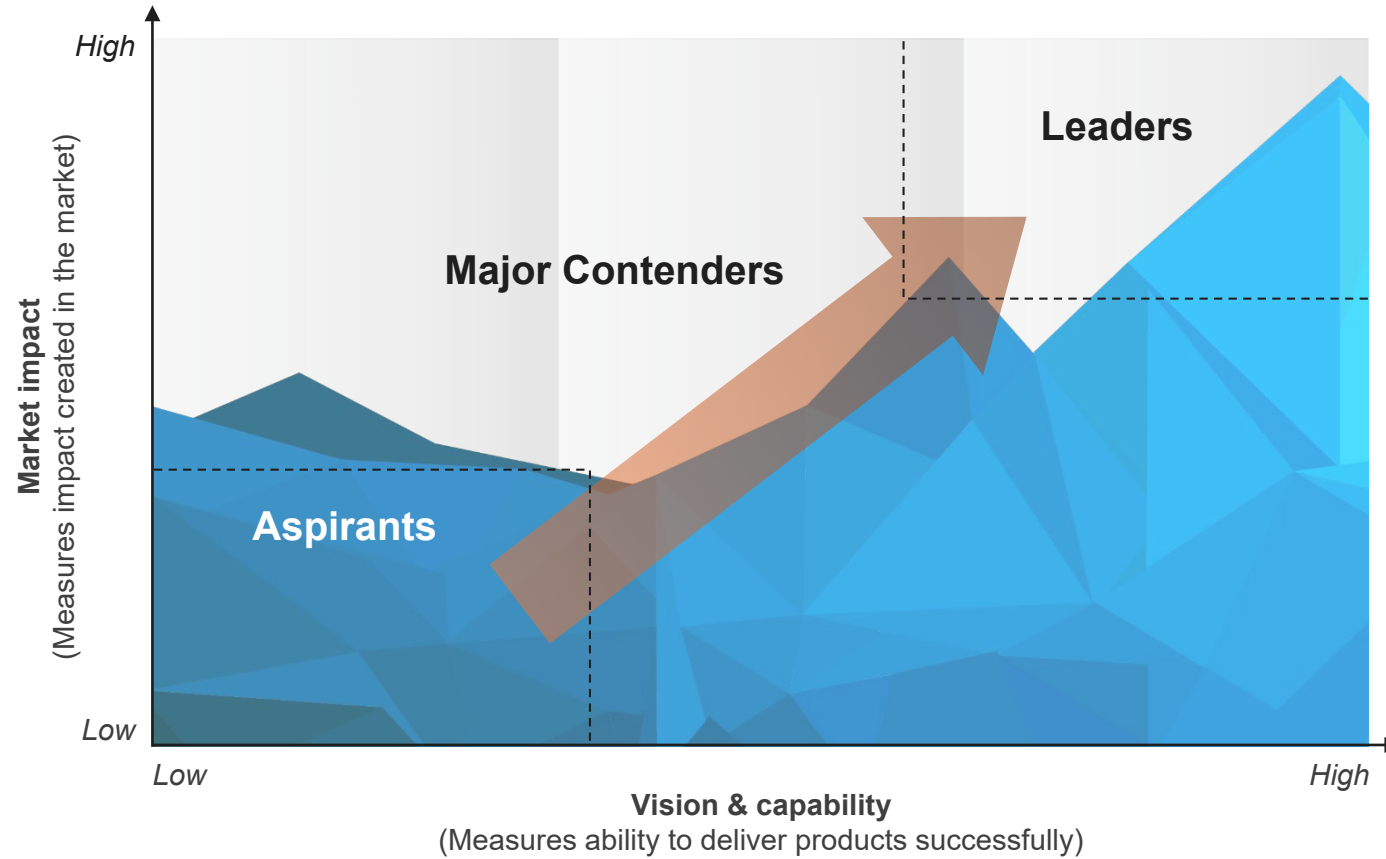 High
Leaders
Major Contenders
Market impact
(Measures impact created in the market)
Aspirants
Low
Low
High
Vision & capability
(Measures ability to deliver products successfully)